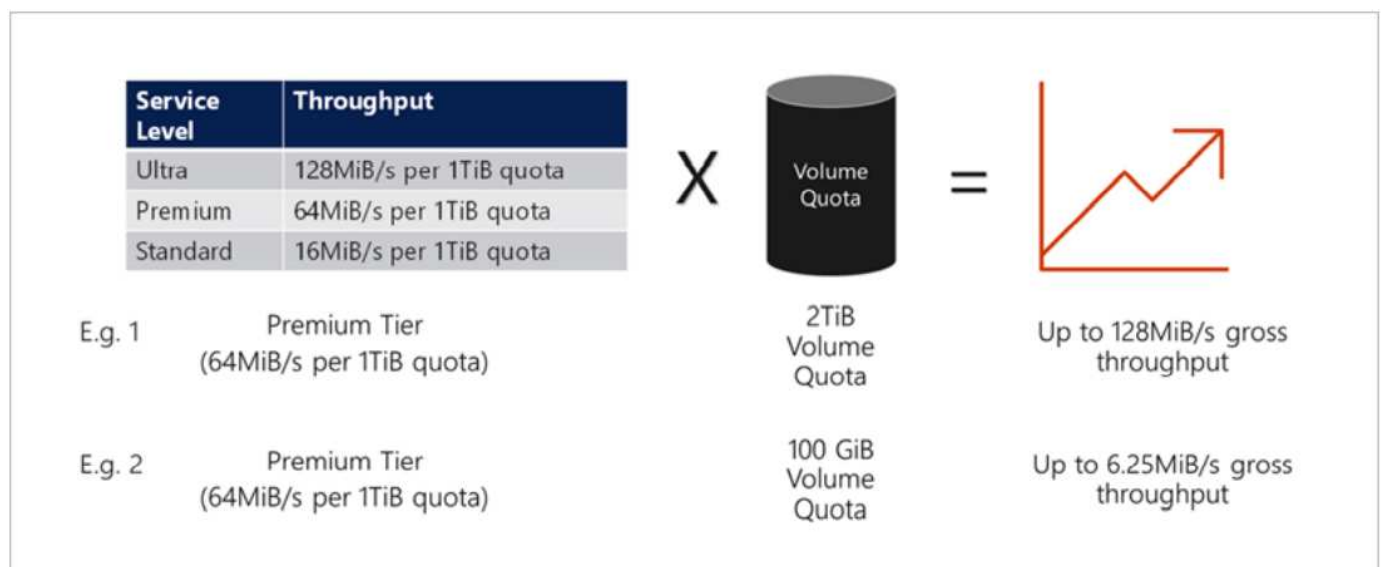 Service Level Throughput
Ultra 128MiB/s per 1TiB quota
Premium 64MiB/s per 1TiB quota
Standard 16MiB/s per 1TiB quota
X
Volume
Quota
=
E.g. 1
Premium Tier
(64MiB/s per 1TiB quota)
2TiB
Volume
Quota
Up to 128MiB/s gross
throughput
E.g. 2
Premium Tier
(64MiB/s per 1TiB quota)
100 GiB
Volume
Quota
Up to 6.25MiB/s gross
throughput